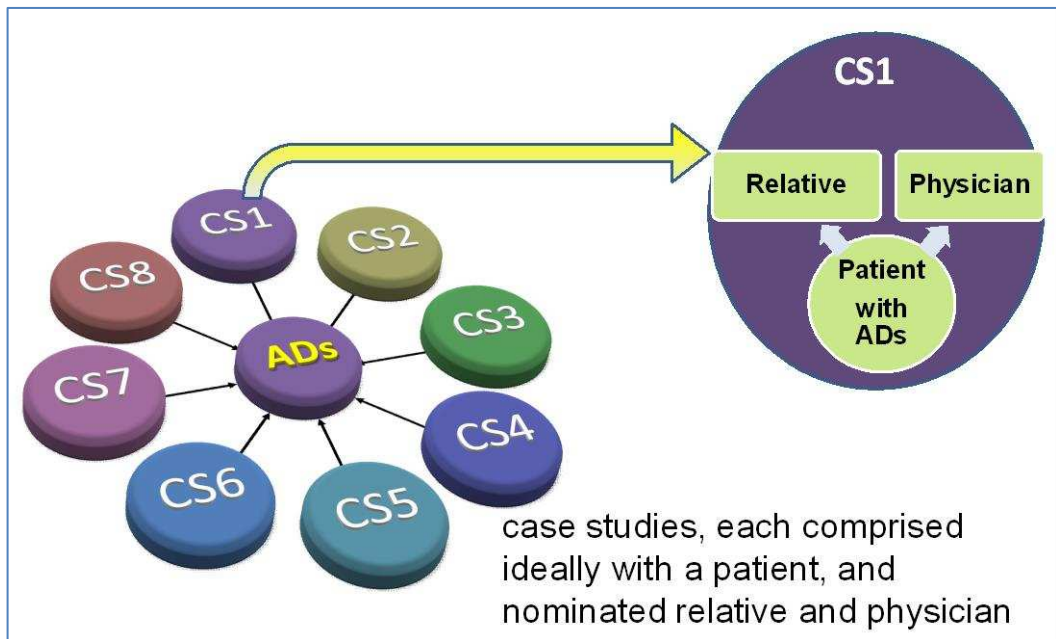 CS1
Relative
Physician
Patient
with
ADs
CS1
CS2
CS3
CS4
CS5
CS6
CS7
CS8
ADs
case studies, each comprised
ideally with a patient, and
nominated relative and physician